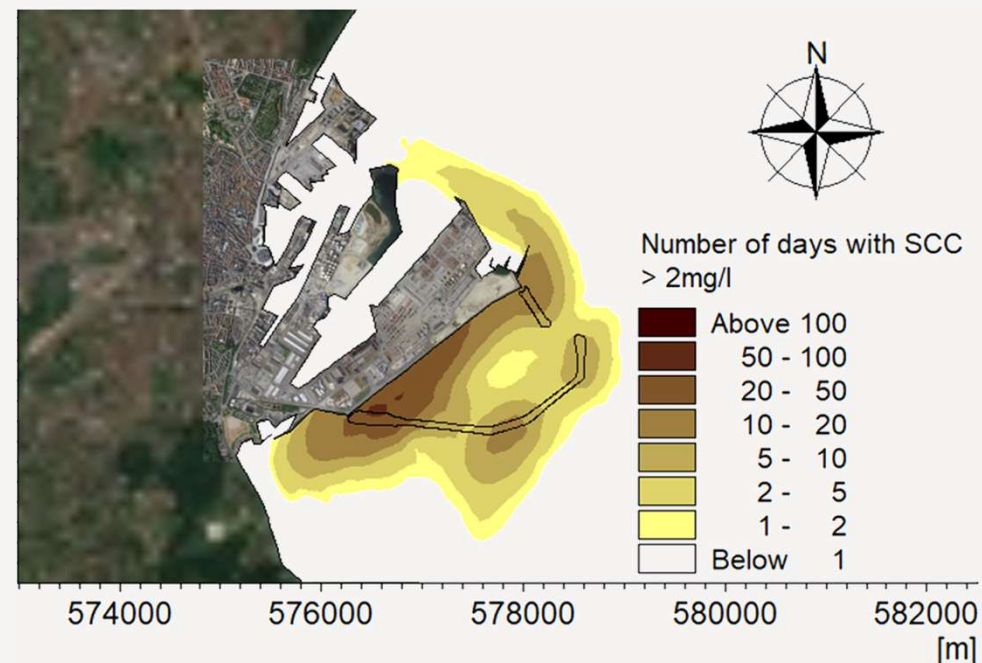 N
Number of days with SCC
> 2mg/l
Above 100
50 - 100
20 - 50
10 - 20
5 - 10
2 - 5
1 - 2
Below 1
574000 576000 578000 580000 582000
[m]